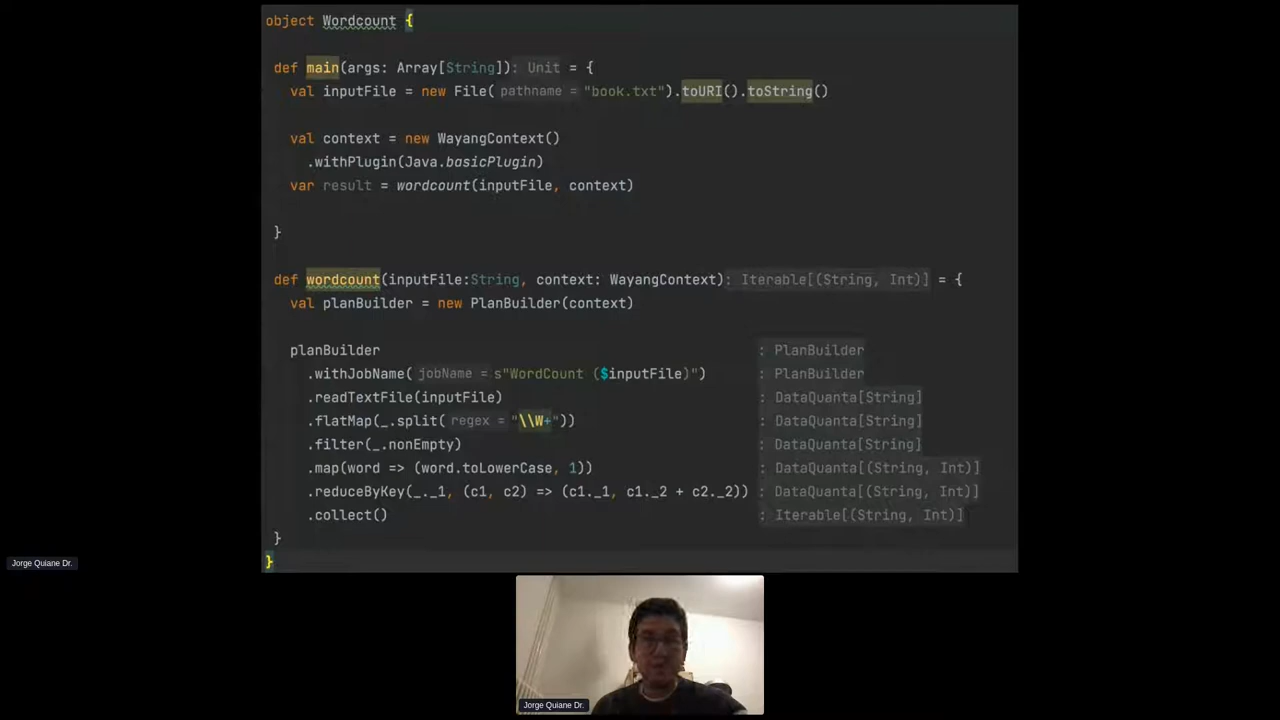 object Wordcount {
def main(args: Array[String]): Unit = {
val inputFile = new File( pathname = "book.txt").toURI().toString()
val context = new WayangContext()
.withPlugin(Java.basicPlugin)
var result = wordcount(inputFile, context)
}
def wordcount(inputFile:String, context: WayangContext): Iterable[(String, Int)] = {
val planBuilder = new PlanBuilder(context)
planBuilder : PlanBuilder
.withJobName( jobName = s"WordCount ($inputFile)") : PlanBuilder
.readTextFile(inputFile) : DataQuanta[String]
.flatMap(_.split( regex = "\\W+")) : DataQuanta[String]
.filter(_.nonEmpty) : DataQuanta[String]
.map(word => (word.toLowerCase, 1)) : DataQuanta[(String, Int)]
.reduceByKey(_._1, (c1, c2) => (c1._1, c1._2 + c2._2)) : DataQuanta[(String, Int)]
.collect() : Iterable[(String, Int)]
}
}
Jorge Quiane Dr.
Jorge Quiane Dr.